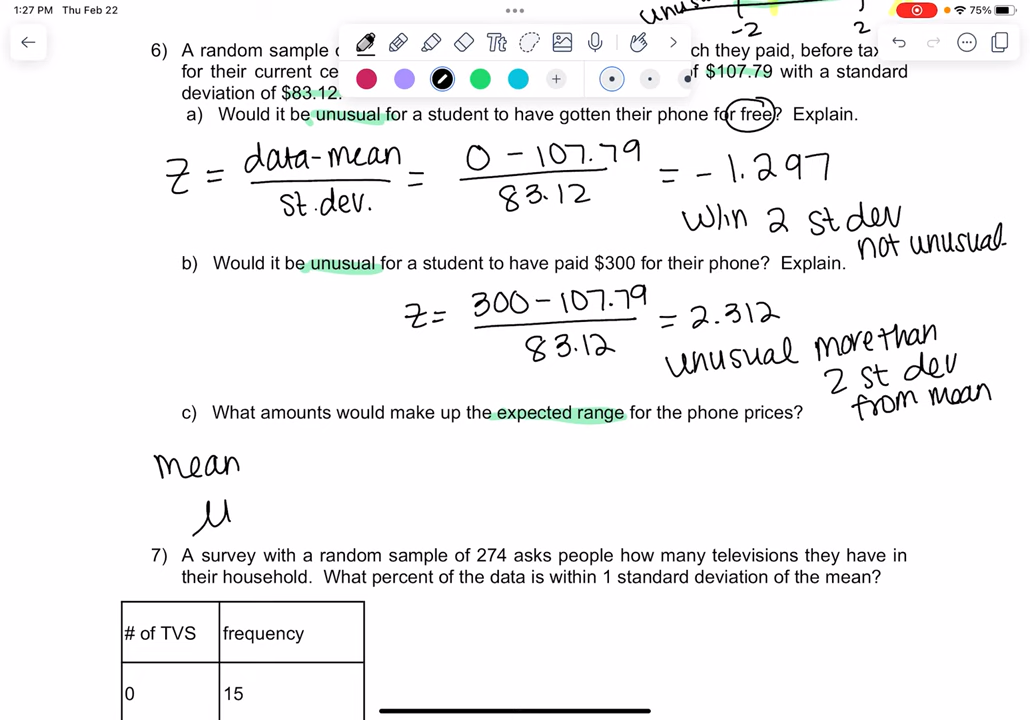 1:27 PM Thu Feb 22
75%
unus
-2
2
6) A random sample
ch they paid, before tax
for their current ce
f $107.79 with a standard
deviation of $83.12.
a) Would it be unusual for a student to have gotten their phone for free? Explain.
Z = data-mean / st.dev. = 0 - 107.79 / 83.12 = -1.297
w/in 2 st dev
not unusual
b) Would it be unusual for a student to have paid $300 for their phone? Explain.
Z = 300 - 107.79 / 83.12 = 2.312
unusual more than
2 st dev
from mean
c) What amounts would make up the expected range for the phone prices?
mean
μ
7) A survey with a random sample of 274 asks people how many televisions they have in
their household. What percent of the data is within 1 standard deviation of the mean?
# of TVS frequency
0 15